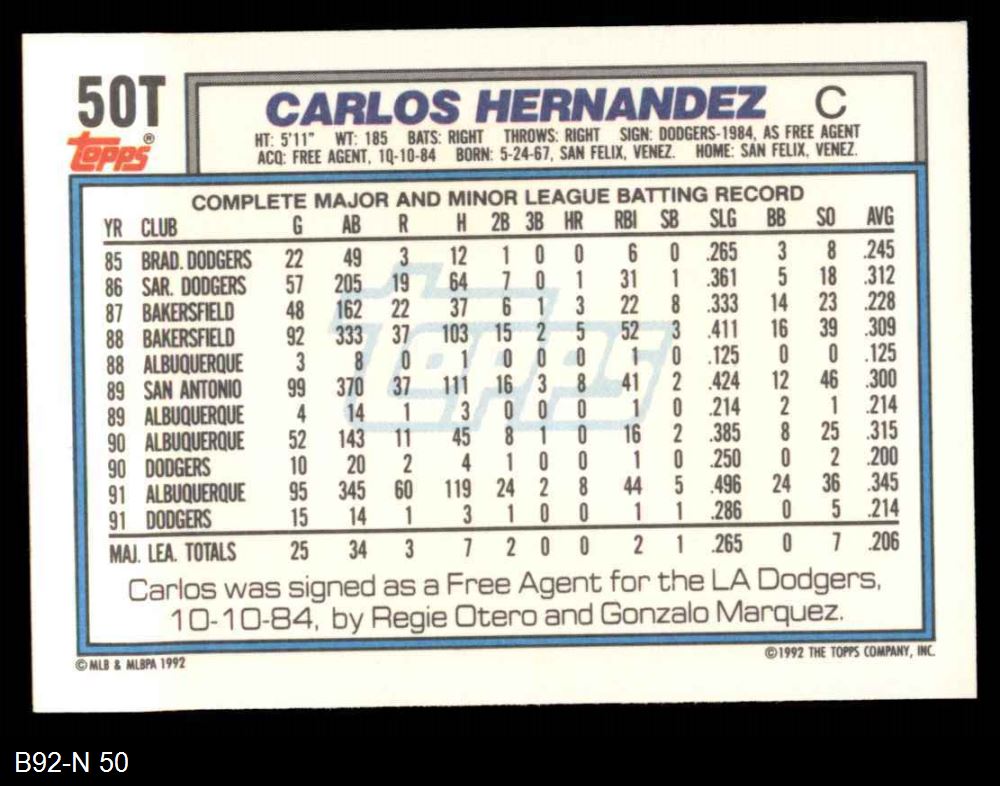 50T
Topps®
CARLOS HERNANDEZ C
HT: 5'11" WT: 185 BATS: RIGHT THROWS: RIGHT SIGN: DODGERS-1984, AS FREE AGENT
ACQ: FREE AGENT, 10-10-84 BORN: 5-24-67, SAN FELIX, VENEZ. HOME: SAN FELIX, VENEZ.
COMPLETE MAJOR AND MINOR LEAGUE BATTING RECORD
YR CLUB G AB R H 2B 3B HR RBI SB SLG BB SO AVG
85 BRAD. DODGERS 22 49 3 12 1 0 0 6 0 .265 3 8 .245
86 SAR. DODGERS 57 205 19 64 7 0 1 31 1 .361 5 18 .312
87 BAKERSFIELD 48 162 22 37 6 1 3 22 8 .333 14 23 .228
88 BAKERSFIELD 92 333 37 103 15 2 5 52 3 .411 16 39 .309
88 ALBUQUERQUE 3 8 0 1 0 0 0 1 0 .125 0 0 .125
89 SAN ANTONIO 99 370 37 111 16 3 8 41 2 .424 12 46 .300
89 ALBUQUERQUE 4 14 1 3 0 0 0 1 0 .214 2 1 .214
90 ALBUQUERQUE 52 143 11 45 8 1 0 16 2 .385 8 25 .315
90 DODGERS 10 20 2 4 1 0 0 1 0 .250 0 2 .200
91 ALBUQUERQUE 95 345 60 119 24 2 8 44 5 .496 24 36 .345
91 DODGERS 15 14 1 3 1 0 0 1 1 .286 0 5 .214
MAJ. LEA. TOTALS 25 34 3 7 2 0 0 2 1 .265 0 7 .206
Topps
Carlos was signed as a Free Agent for the LA Dodgers,
10-10-84, by Regie Otero and Gonzalo Marquez.
© MLB & MLBPA 1992
©1992 THE TOPPS COMPANY, INC.
B92-N 50